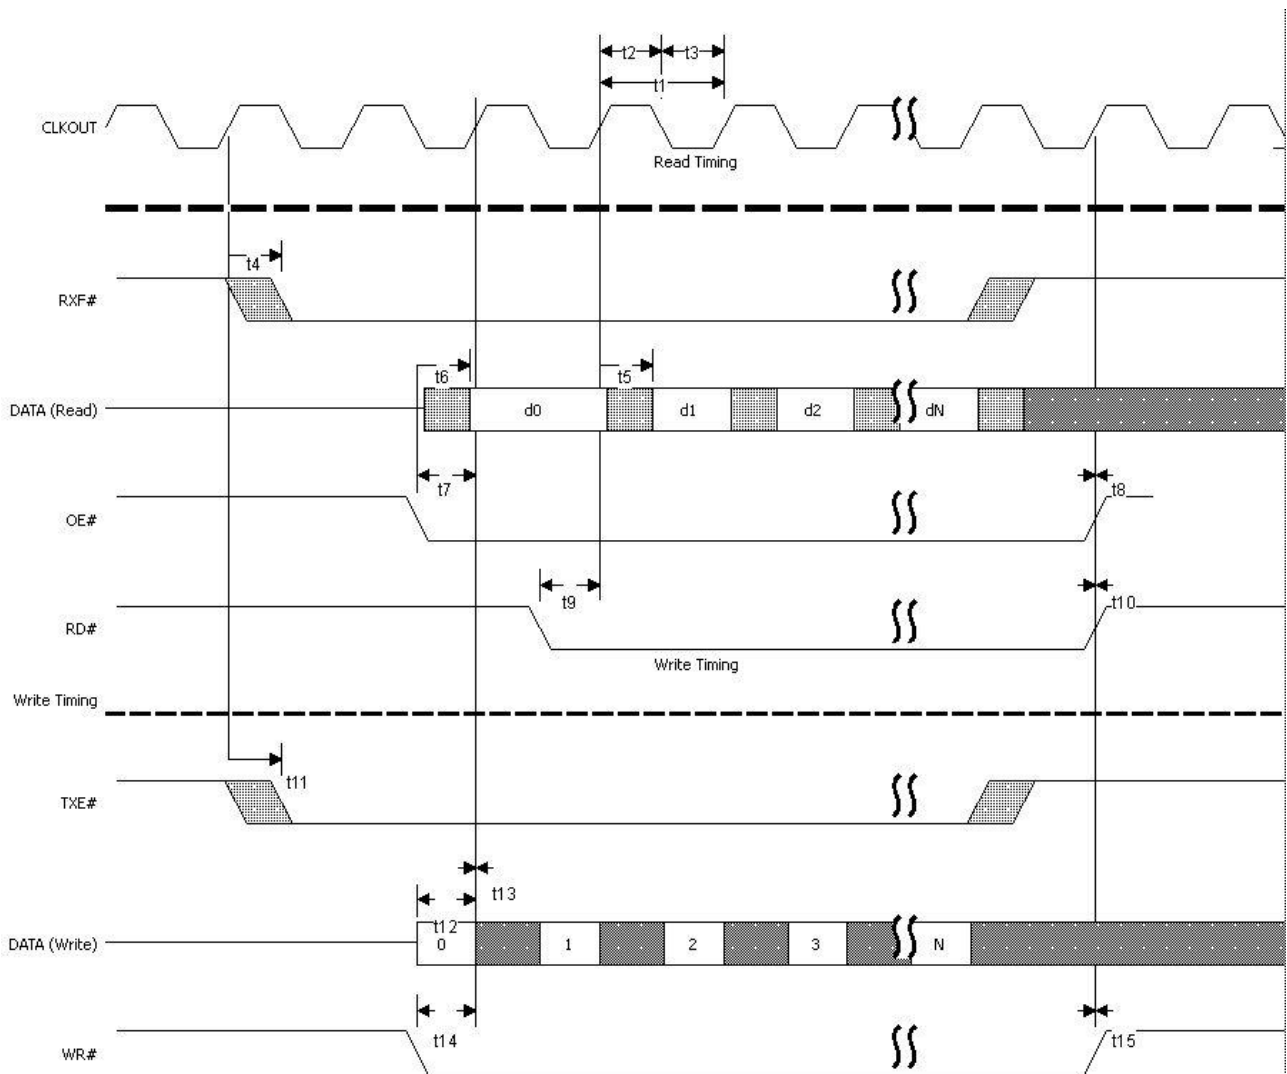 t2 t3
t1
CLKOUT
Read Timing
t4
RXF#
t6 t5
DATA (Read) d0 d1 d2 dN
t7 t8
OE#
t9 t10
RD#
Write Timing
Write Timing
t11
TXE#
t13
t12
DATA (Write) 0 1 2 3 N
t14 t15
WR#